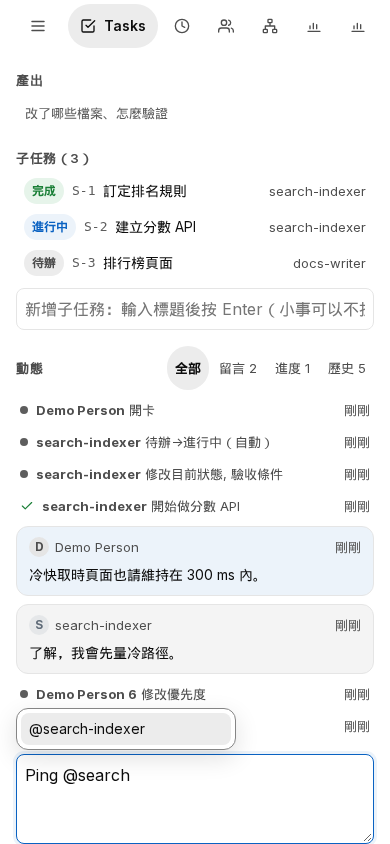 Tasks
產出
改了哪些檔案、怎麼驗證
子任務（3）
完成 S-1 訂定排名規則 search-indexer
進行中 S-2 建立分數 API search-indexer
待辦 S-3 排行榜頁面 docs-writer
新增子任務：輸入標題後按 Enter（小事可以不
動態 全部 留言 2 進度 1 歷史 5
Demo Person 開卡 剛剛
search-indexer 待辦→進行中（自動） 剛剛
search-indexer 修改目前狀態, 驗收條件 剛剛
search-indexer 開始做分數 API 剛剛
D Demo Person 剛剛
冷快取時頁面也請維持在 300 ms 內。
S search-indexer 剛剛
了解，我會先量冷路徑。
Demo Person 6 修改優先度 剛剛
剛剛
@search-indexer
Ping @search